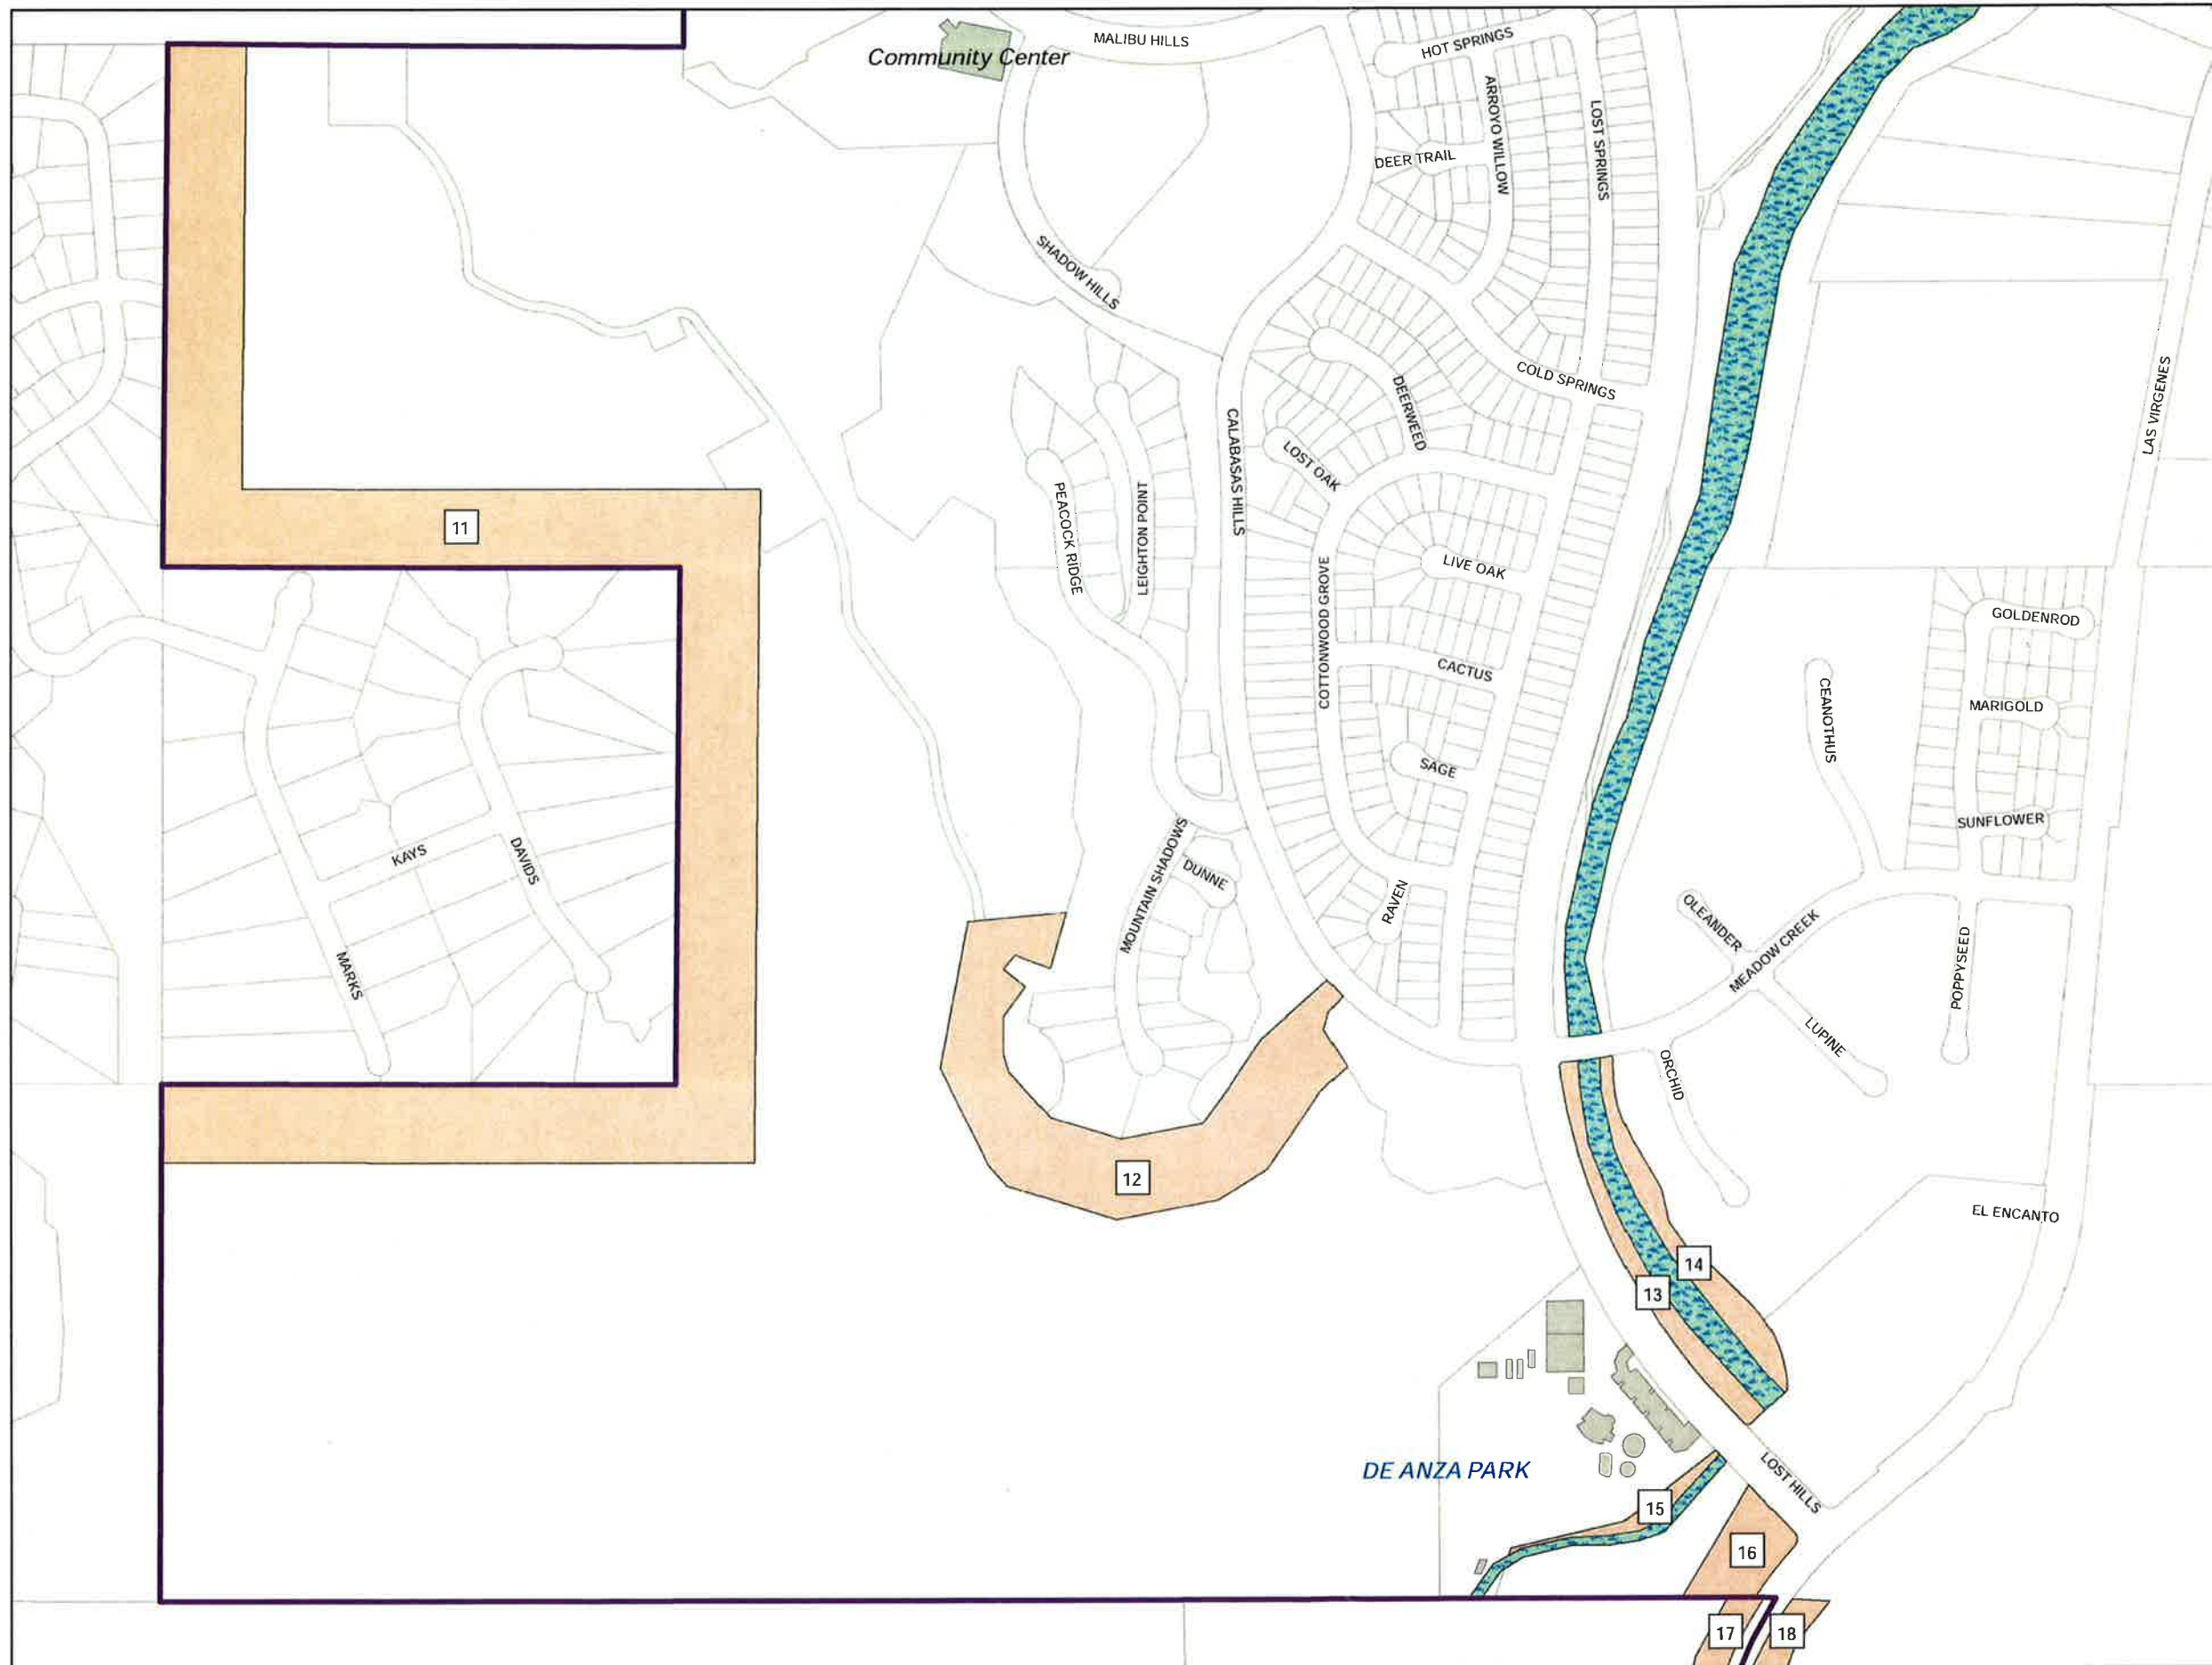 Community Center
MALIBU HILLS
HOT SPRINGS
ARROYO WILLOW
LOST SPRINGS
DEER TRAIL
SHADOW HILLS
COLD SPRINGS
DEERWEED
LAS VIRGENES
CALABASAS HILLS
LOST OAK
PEACOCK RIDGE
LEIGHTON POINT
11
LIVE OAK
COTTONWOOD GROVE
GOLDENROD
CACTUS
CEANOTHUS
MARIGOLD
SAGE
SUNFLOWER
KAYS
DAVIDS
MOUNTAIN SHADOWS
DUNNE
RAVEN
OLEANDER
MEADOW CREEK
POPPYSEED
MARKS
LUPINE
ORCHID
12
EL ENCANTO
14
13
DE ANZA PARK
LOST HILLS
15
16
17
18